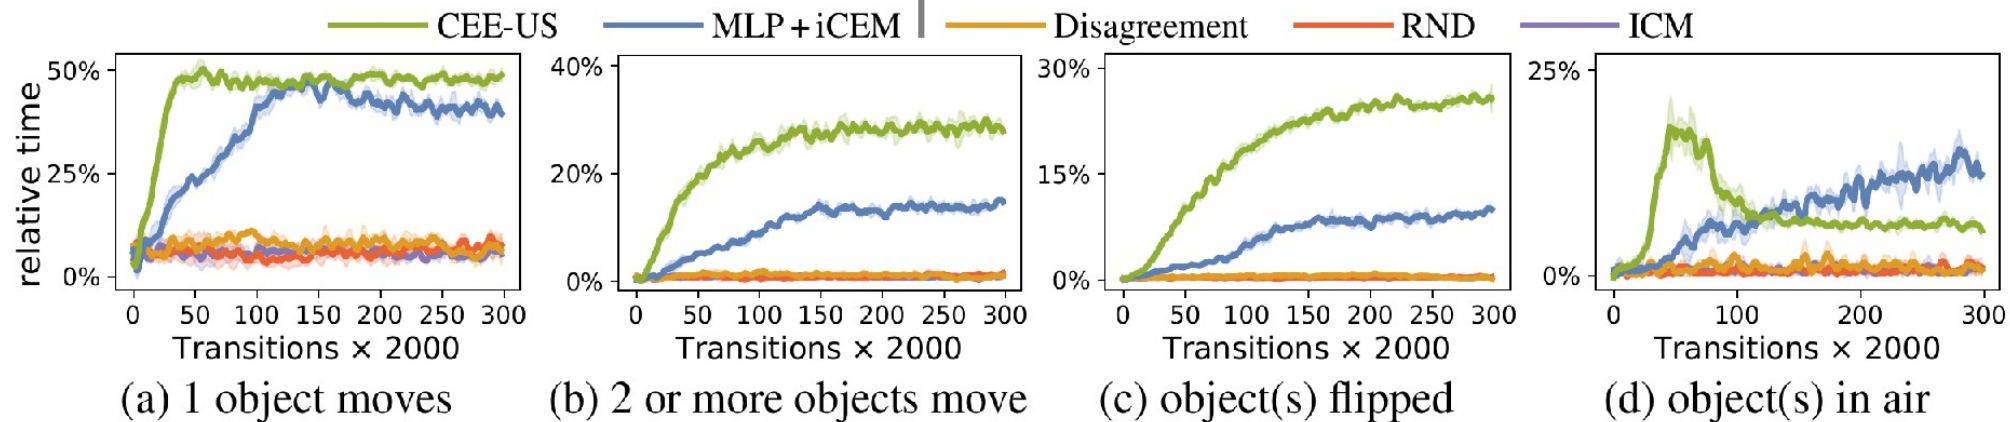 CEE-US MLP + iCEM Disagreement RND ICM
relative time
50%
25%
0%
0 50 100 150 200 250 300
Transitions × 2000
(a) 1 object moves
40%
20%
0%
0 50 100 150 200 250 300
Transitions × 2000
(b) 2 or more objects move
30%
15%
0%
0 50 100 150 200 250 300
Transitions × 2000
(c) object(s) flipped
25%
0%
0 100 200 300
Transitions × 2000
(d) object(s) in air